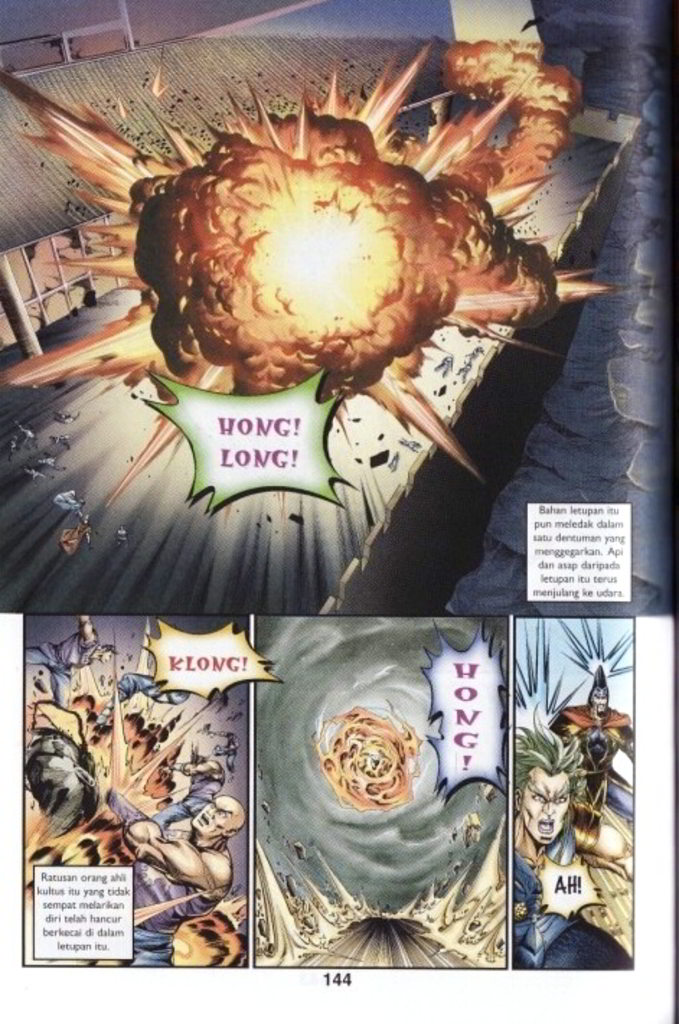 HONG!
LONG!
Bahan letupan itu
pun meledak dalam
satu dentuman yang
menggegarkan. Api
dan asap daripada
letupan itu terus
menjulang ke udara.
KLONG!
Ratusan orang ahli
kultus itu yang tidak
sempat melarikan
diri telah hancur
berkecai di dalam
letupan itu.
HONG!
AH!
144